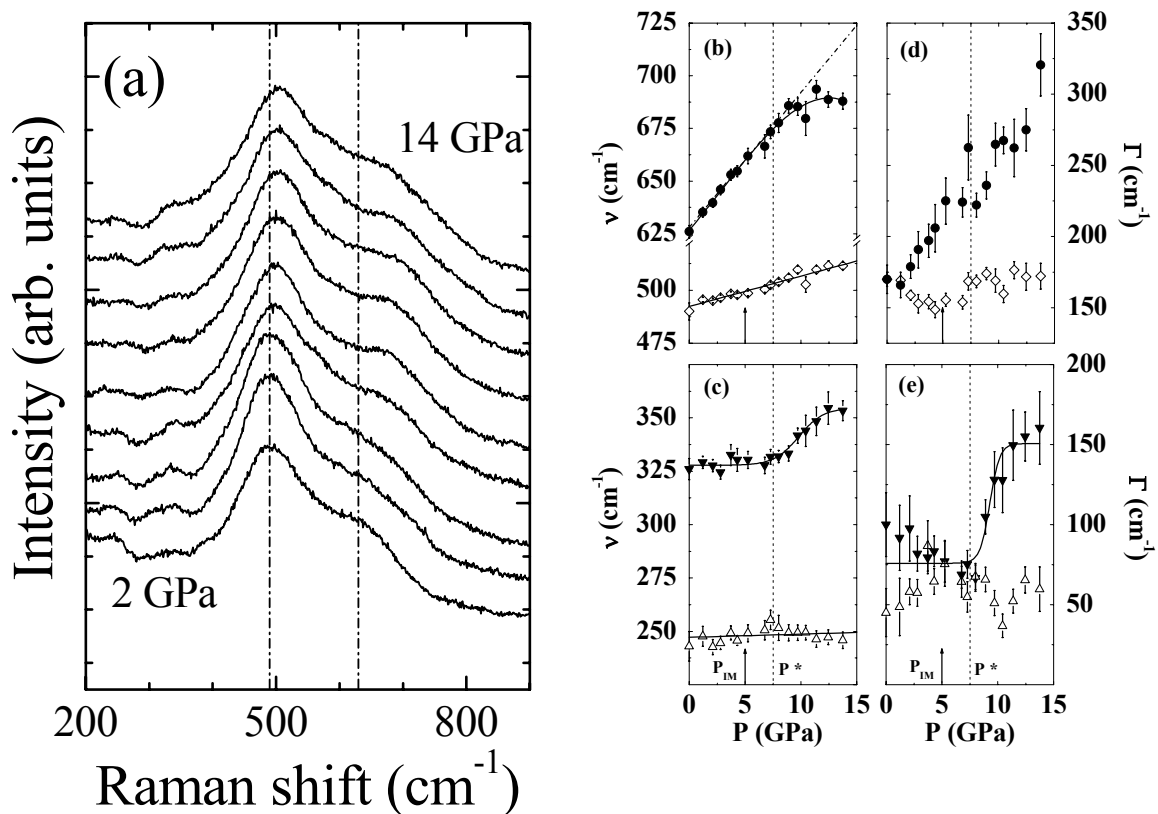 (a)
14 GPa
2 GPa
Intensity (arb. units)
200 500 800
Raman shift (cm-1)
(b)
725
700
675
650
625
500
475
ν (cm-1)
(d)
350
300
250
200
150
Γ (cm-1)
(c)
350
325
300
275
250
ν (cm-1)
PIM P *
0 5 10 15
P (GPa)
(e)
200
150
100
50
0
Γ (cm-1)
PIM P *
0 5 10 15
P (GPa)